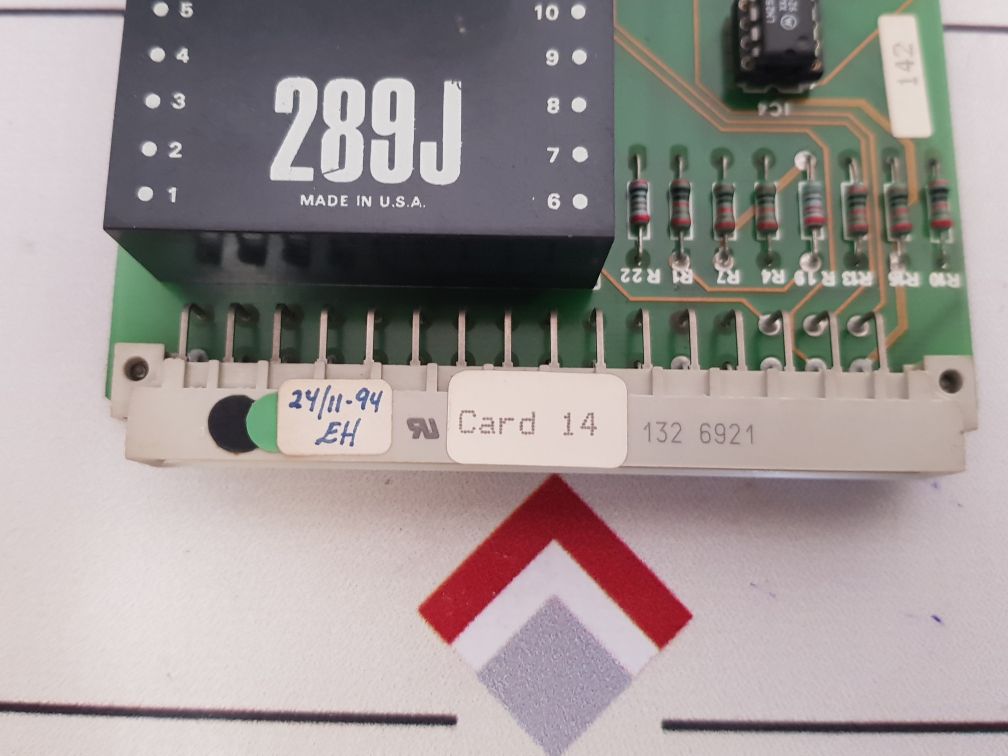 5
10
4
9
3
8
2
7
1
6
289J
MADE IN U.S.A.
142
IC4
R22
R1
R7
R4
R19
R13
R16
R10
24/11-94
EH
Card 14
132 6921